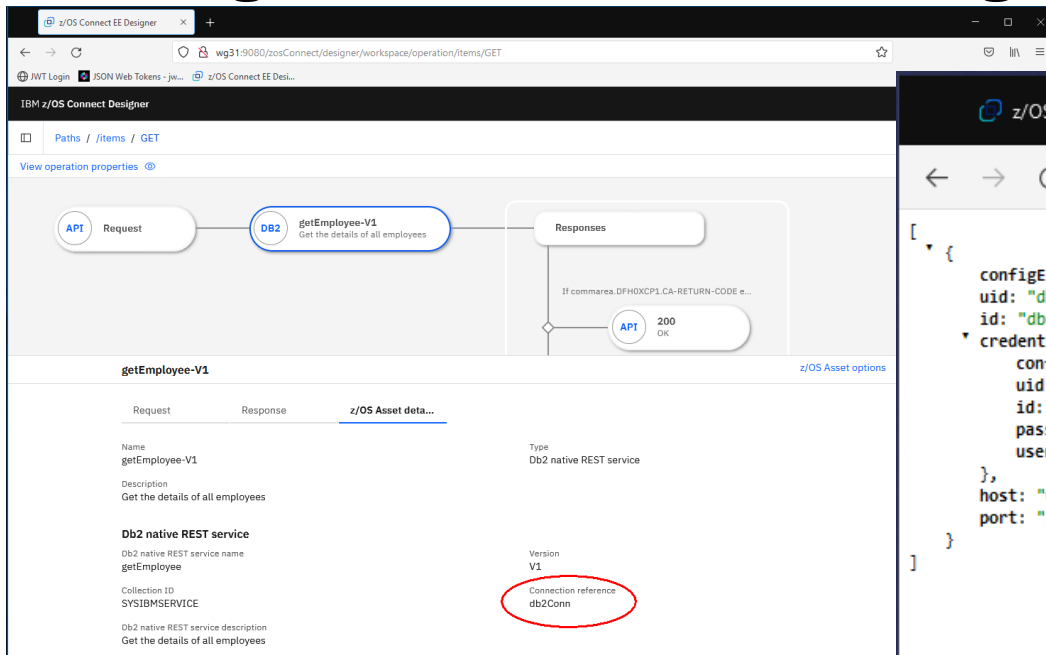 z/OS Connect EE Designer
wg31:9080/zosConnect/designer/workspace/operation/items/GET
JWT Login JSON Web Tokens - jw... z/OS Connect EE Desi...
IBM z/OS Connect Designer
Paths / /items / GET
View operation properties
API Request
DB2 getEmployee-V1
Get the details of all employees
Responses
If commarea.DFH0XCP1.CA-RETURN-CODE e...
API 200
OK
getEmployee-V1
z/OS Asset options
Request Response z/OS Asset deta...
Name
getEmployee-V1
Type
Db2 native REST service
Description
Get the details of all employees
Db2 native REST service
Db2 native REST service name
getEmployee
Version
V1
Collection ID
SYSIBMSERVICE
Connection reference
db2Conn
Db2 native REST service description
Get the details of all employees
[
{
uid: "d
id: "db
uid
id:
},
host: "
port: "
}
]